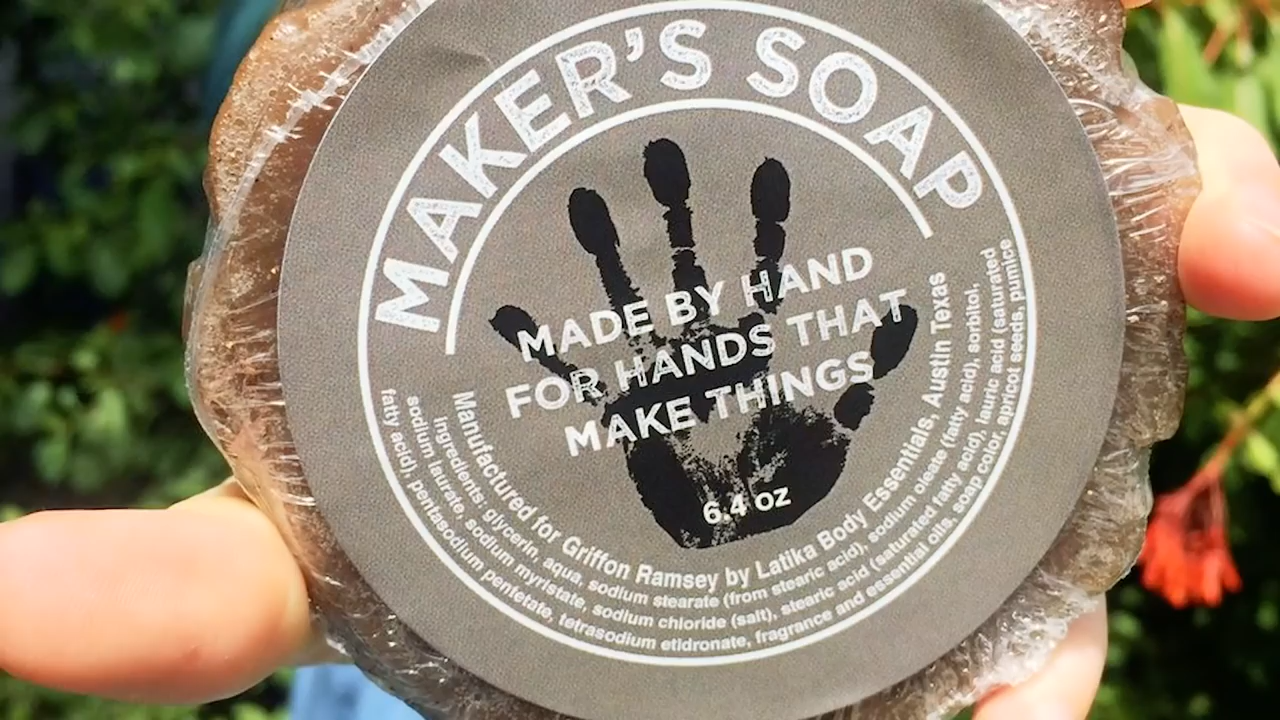 MAKER'S SOAP
MADE BY HAND
FOR HANDS THAT
MAKE THINGS
6.4 OZ
Manufactured for Griffon Ramsey by Latika Body Essentials, Austin Texas
ingredients: glycerin, aqua, sodium stearate (from stearic acid), sodium oleate (fatty acid), sorbitol,
sodium laurate, sodium myristate, sodium chloride (salt), stearic acid (saturated fatty acid), lauric acid (saturated
fatty acid), pentasodium penfetate, tetrasodium etidronate, fragrance and essential oils, soap color, apricot seeds, pumice